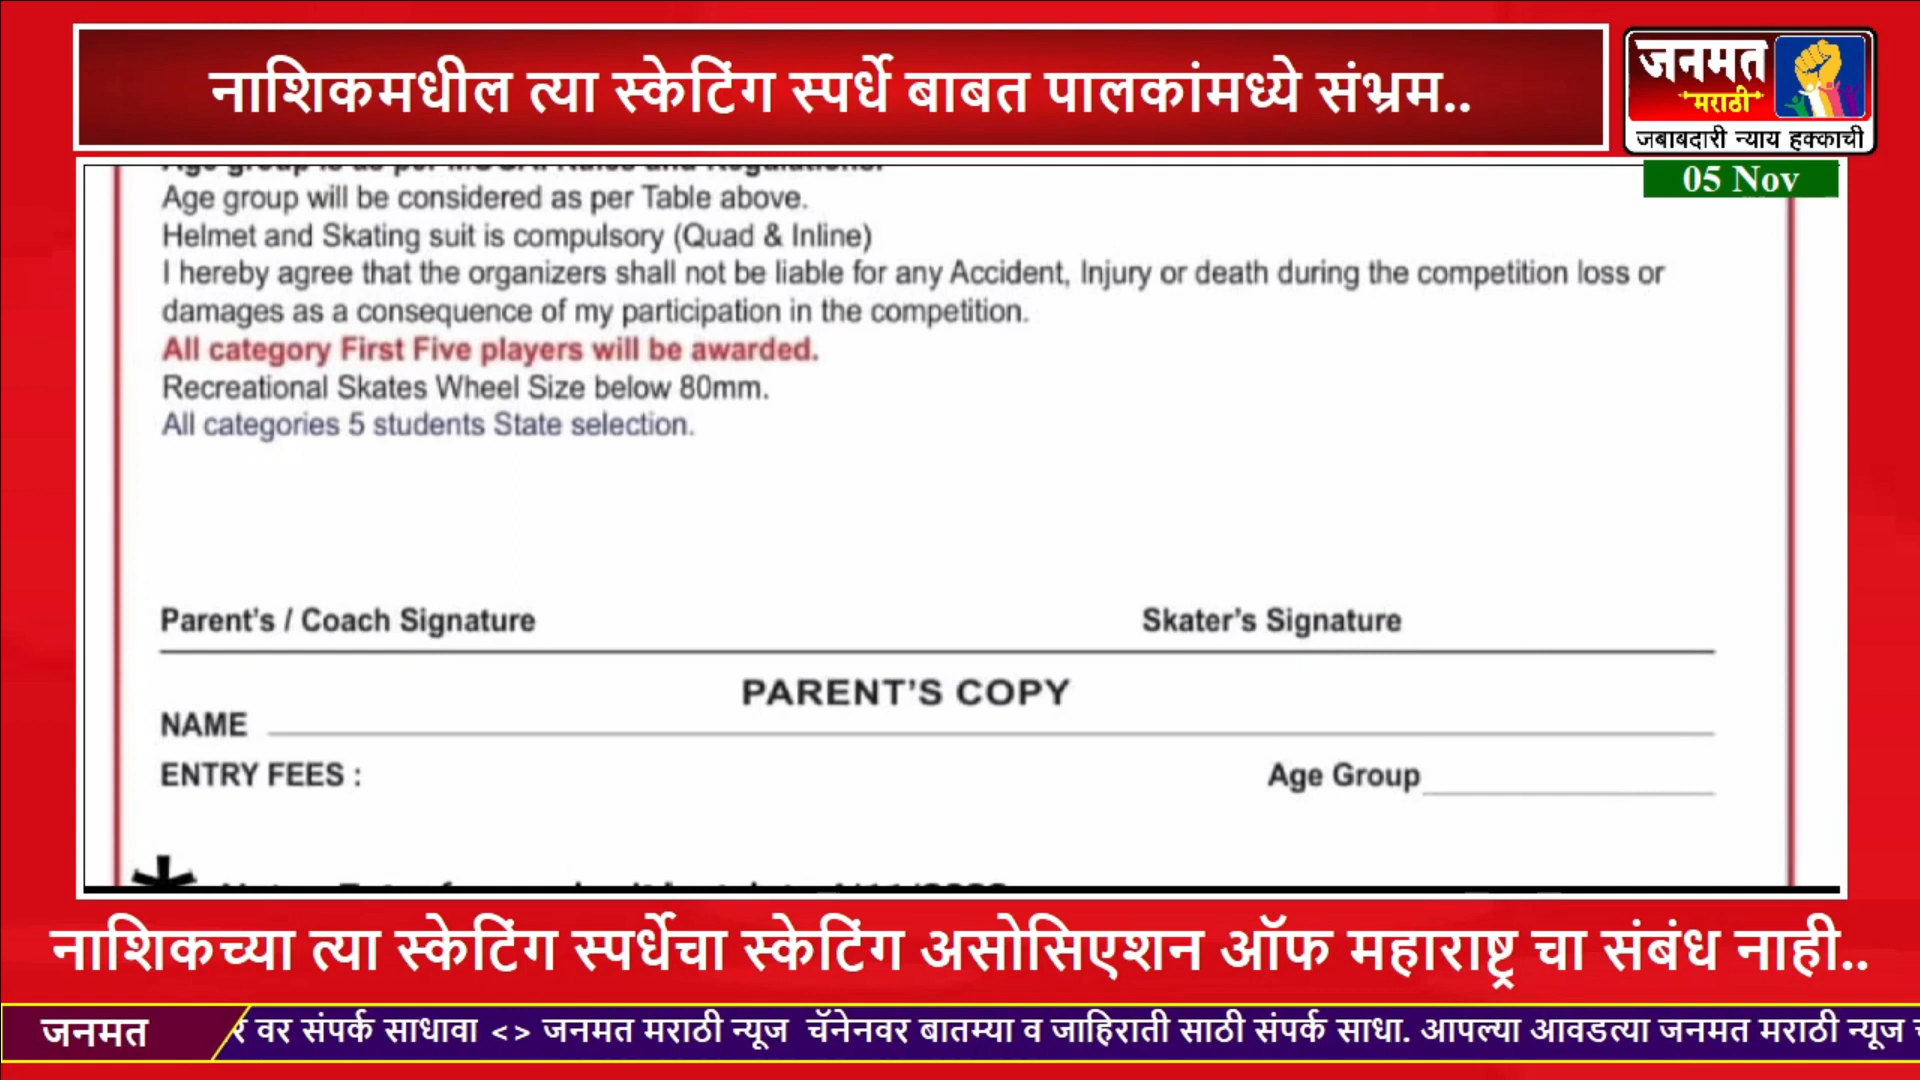 नाशिकमधील त्या स्केटिंग स्पर्धे बाबत पालकांमध्ये संभ्रम..
जनमत
मराठी
जबाबदारी न्याय हक्काची
05 Nov
Age group will be considered as per Table above.
Helmet and Skating suit is compulsory (Quad & Inline)
I hereby agree that the organizers shall not be liable for any Accident, Injury or death during the competition loss or
damages as a consequence of my participation in the competition.
All category First Five players will be awarded.
Recreational Skates Wheel Size below 80mm.
All categories 5 students State selection.
Parent's / Coach Signature
Skater's Signature
PARENT'S COPY
NAME
ENTRY FEES :
Age Group
*
नाशिकच्या त्या स्केटिंग स्पर्धेचा स्केटिंग असोसिएशन ऑफ महाराष्ट्र चा संबंध नाही..
जनमत
वर संपर्क साधावा <> जनमत मराठी न्यूज चॅनेनवर बातम्या व जाहिराती साठी संपर्क साधा. आपल्या आवडत्या जनमत मराठी न्यूज